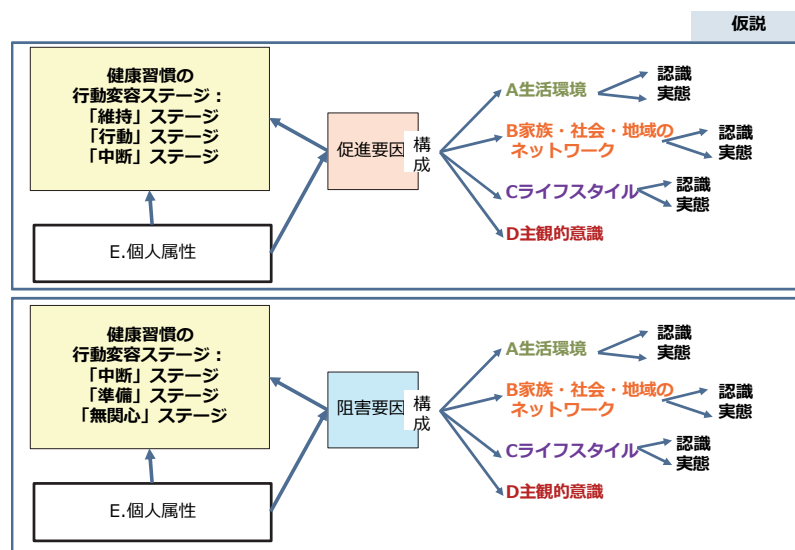 仮説
健康習慣の
行動変容ステージ：
「維持」ステージ
「行動」ステージ
「中断」ステージ
E.個人属性
促進要因
構成
A生活環境
認識
実態
B家族・社会・地域の
ネットワーク
認識
実態
Cライフスタイル
認識
実態
D主観的意識
健康習慣の
行動変容ステージ：
「中断」ステージ
「準備」ステージ
「無関心」ステージ
E.個人属性
阻害要因
構成
A生活環境
認識
実態
B家族・社会・地域の
ネットワーク
認識
実態
Cライフスタイル
認識
実態
D主観的意識